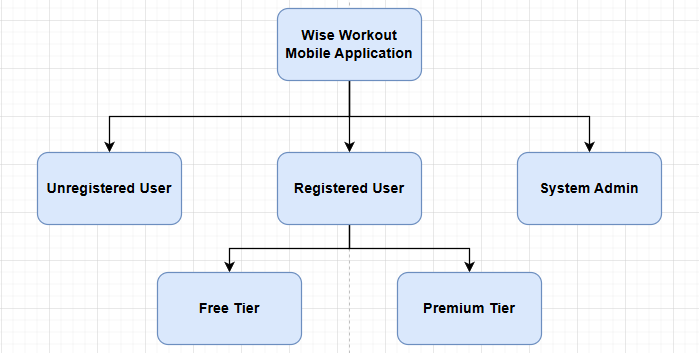 Wise Workout
Mobile Application
Unregistered User
Registered User
System Admin
Free Tier
Premium Tier